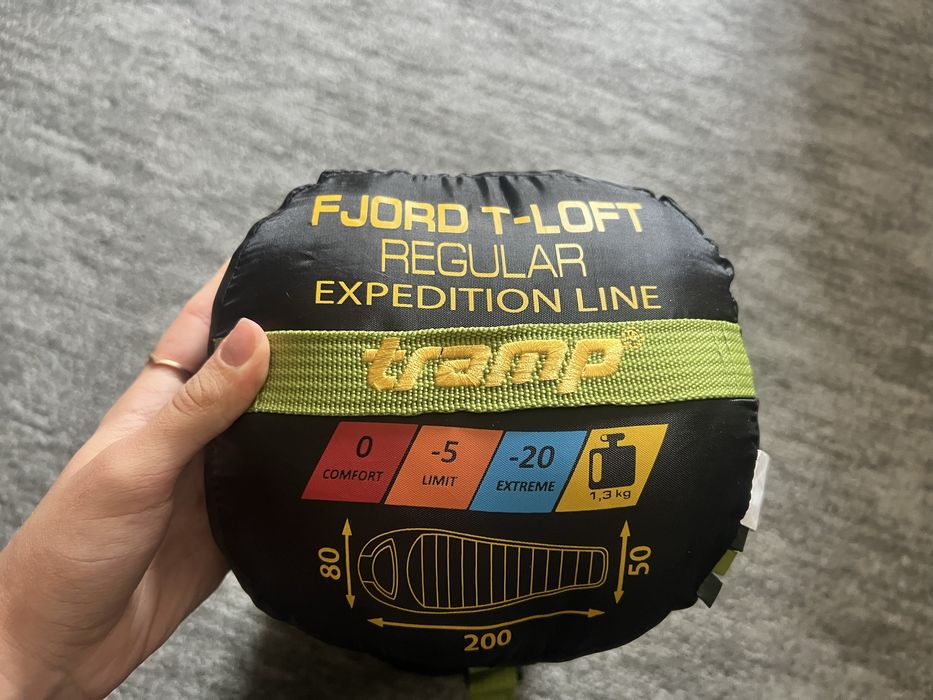 FJORD T-LOFT
REGULAR
EXPEDITION LINE
tramp®
0 -5 -20
COMFORT LIMIT EXTREME 1,3 kg
80 50
200